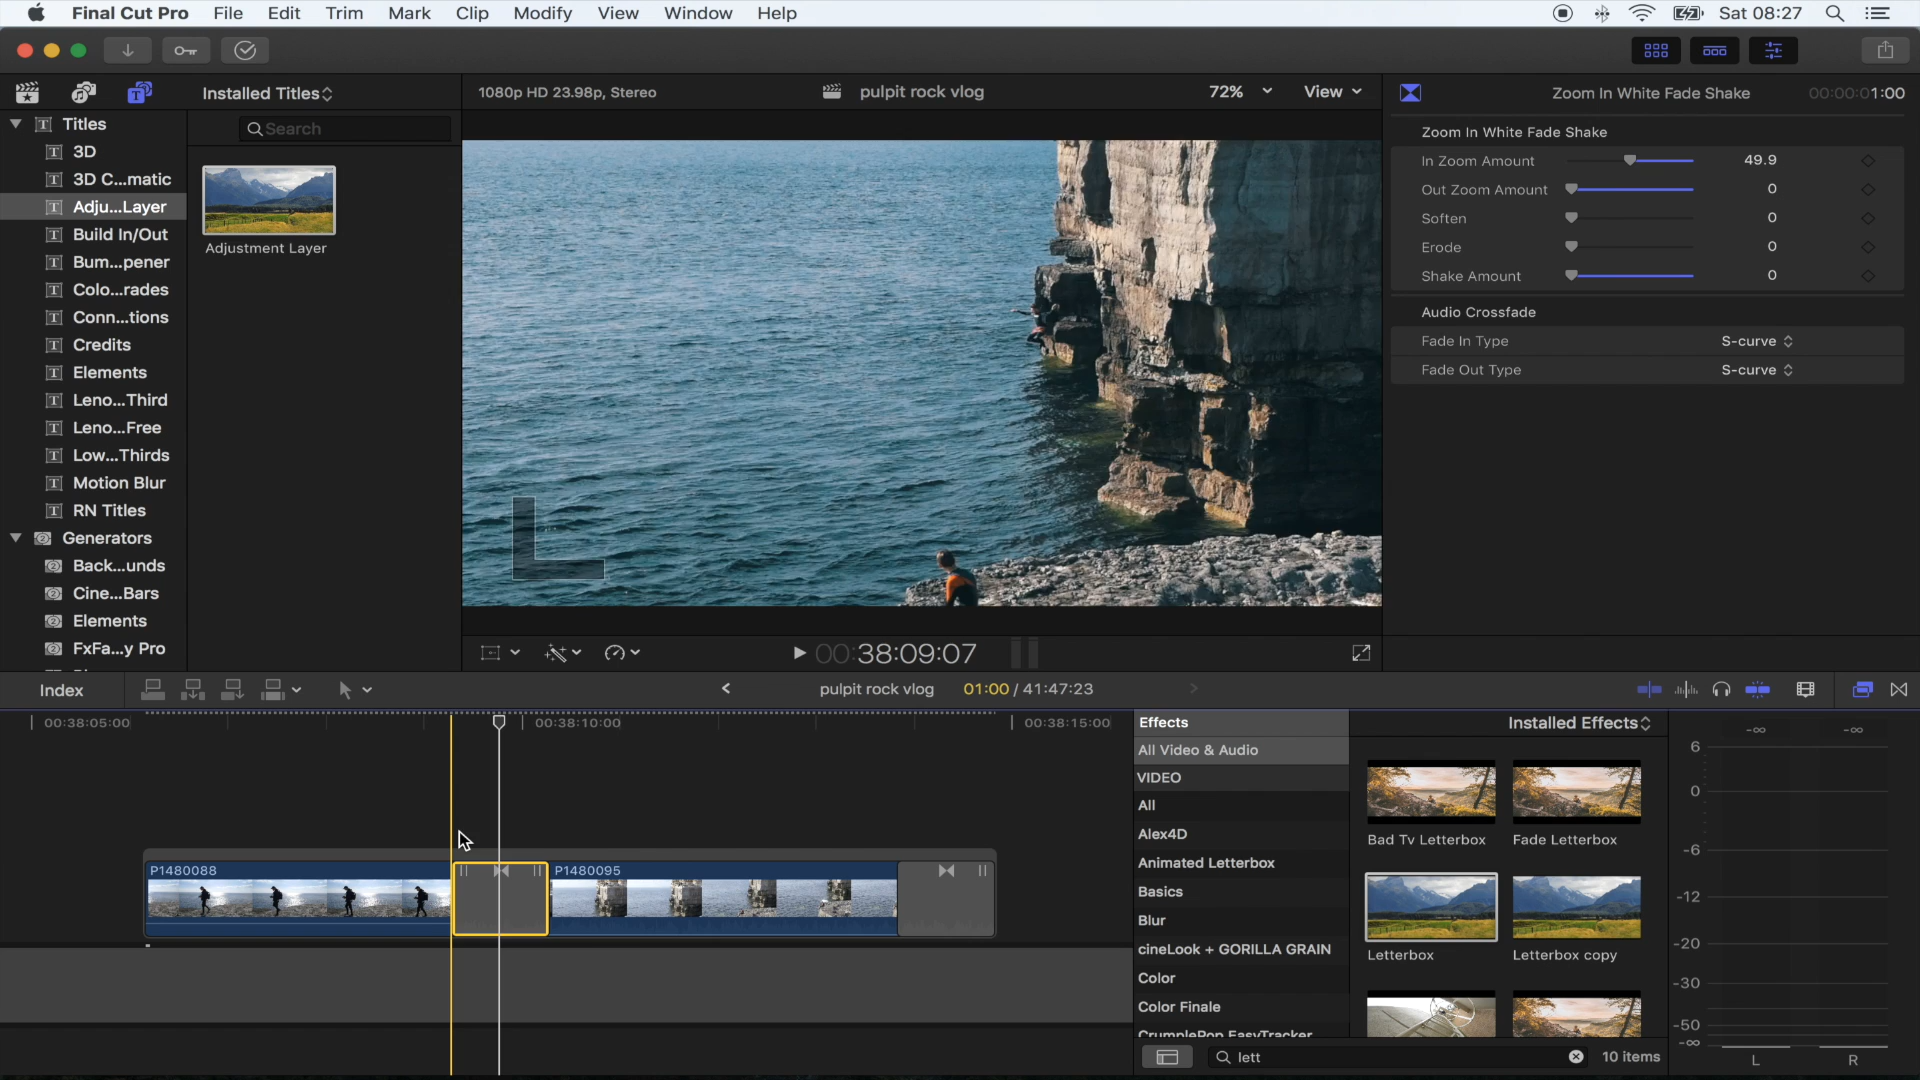 Final Cut Pro File Edit Trim Mark Clip Modify View Window Help Sat 08:27
Installed Titles
1080p HD 23.98p, Stereo
pulpit rock vlog
72%
View
Zoom In White Fade Shake
00:00:01:00
Titles
Search
3D
3D C...matic
Adju...Layer
Build In/Out
Bum...pener
Colo...rades
Conn...tions
Credits
Elements
Leno...Third
Leno...Free
Low...Thirds
Motion Blur
RN Titles
Generators
Back...unds
Cine...Bars
Elements
FxFa...y Pro
Adjustment Layer
Zoom In White Fade Shake
In Zoom Amount 49.9
Out Zoom Amount 0
Soften 0
Erode 0
Shake Amount 0
Audio Crossfade
Fade In Type S-curve
Fade Out Type S-curve
00:38:09:07
Index
pulpit rock vlog
01:00 / 41:47:23
00:38:05:00
00:38:10:00
00:38:15:00
P1480088
P1480095
Effects
Installed Effects
All Video & Audio
VIDEO
All
Alex4D
Animated Letterbox
Basics
Blur
cineLook + GORILLA GRAIN
Color
Color Finale
CrumplePop EasyTracker
Bad Tv Letterbox
Fade Letterbox
Letterbox
Letterbox copy
lett
10 items
-∞ -∞
6
0
-6
-12
-20
-30
-50
-∞
L R